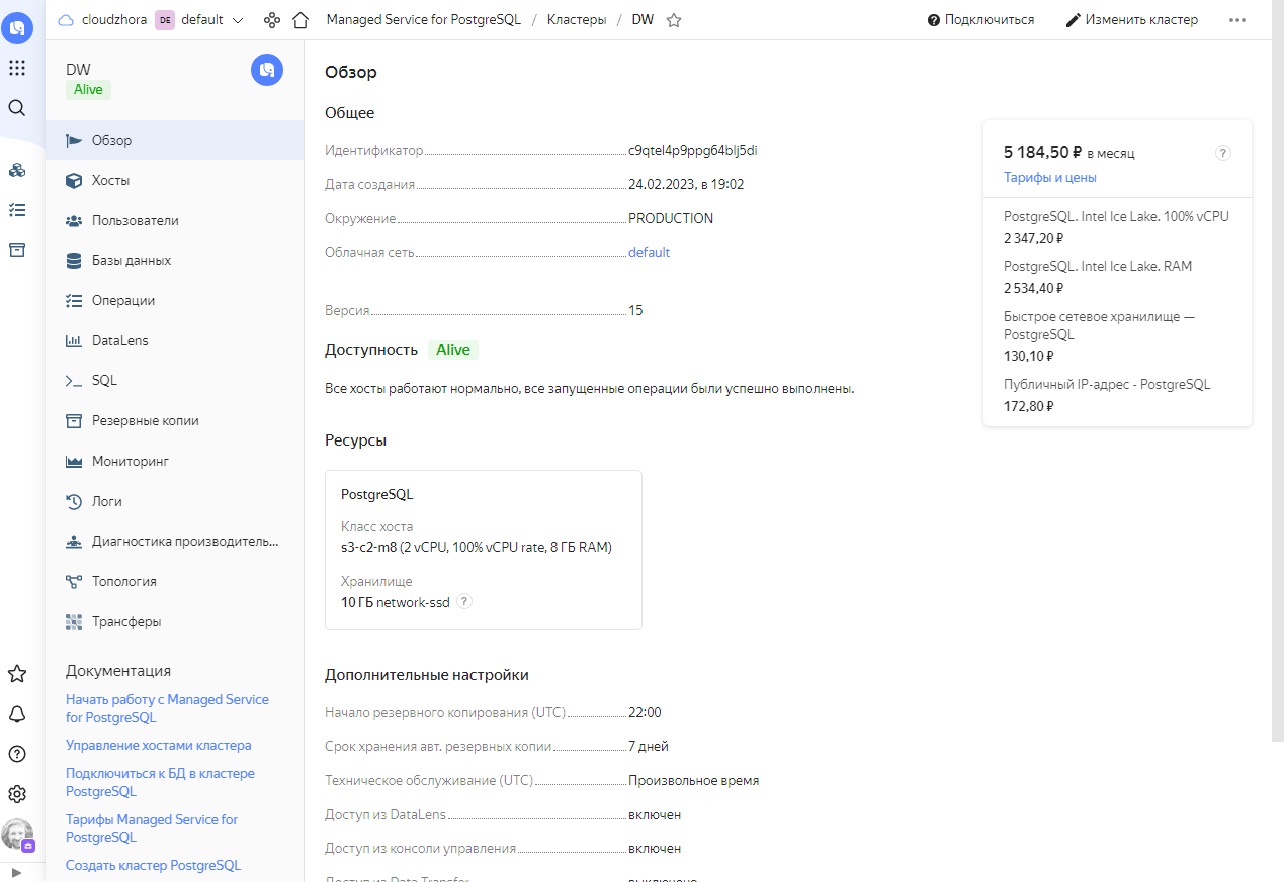 cloudzhora DE default
Managed Service for PostgreSQL / Кластеры / DW
Подключиться
Изменить кластер
DW
Alive
Обзор
Хосты
Пользователи
Базы данных
Операции
DataLens
SQL
Резервные копии
Мониторинг
Логи
Диагностика производитель...
Топология
Трансферы
Документация
Начать работу с Managed Service
for PostgreSQL
Управление хостами кластера
Подключиться к БД в кластере
PostgreSQL
Тарифы Managed Service for
PostgreSQL
Создать кластер PostgreSQL
Обзор
Общее
Идентификатор c9qtel4p9ppg64blj5di
Дата создания 24.02.2023, в 19:02
Окружение PRODUCTION
Облачная сеть default
Версия 15
Доступность Alive
Все хосты работают нормально, все запущенные операции были успешно выполнены.
Ресурсы
PostgreSQL
Класс хоста
s3-c2-m8 (2 vCPU, 100% vCPU rate, 8 ГБ RAM)
Хранилище
10 ГБ network-ssd ?
Дополнительные настройки
Начало резервного копирования (UTC) 22:00
Срок хранения авт. резервных копии 7 дней
Техническое обслуживание (UTC) Произвольное время
Доступ из DataLens включен
Доступ из консоли управления включен
Доступ из Data Transfer выключено
5 184,50 ₽ в месяц ?
Тарифы и цены
PostgreSQL. Intel Ice Lake. 100% vCPU
2 347,20 ₽
PostgreSQL. Intel Ice Lake. RAM
2 534,40 ₽
Быстрое сетевое хранилище —
PostgreSQL
130,10 ₽
Публичный IP-адрес - PostgreSQL
172,80 ₽